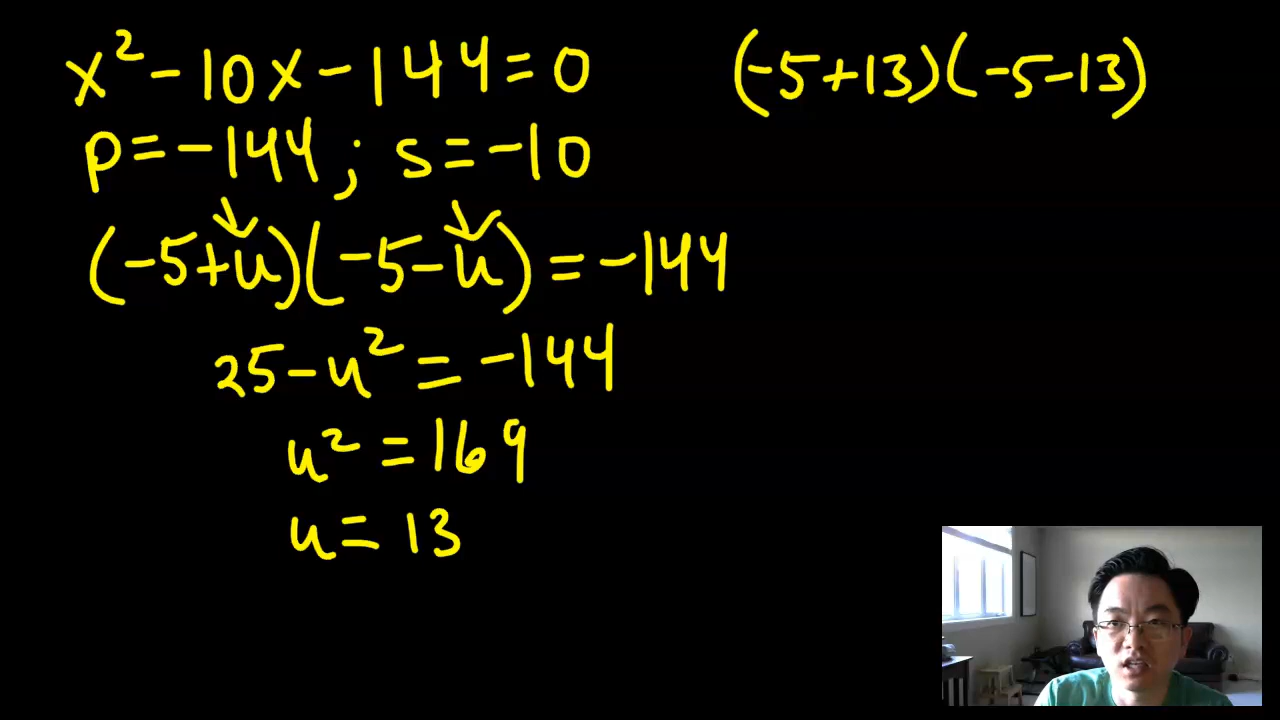 x² - 10x - 144 = 0
(-5+13)(-5-13)
p = -144 ; s = -10
(-5+u)(-5-u) = -144
25 - u² = -144
u² = 169
u = 13